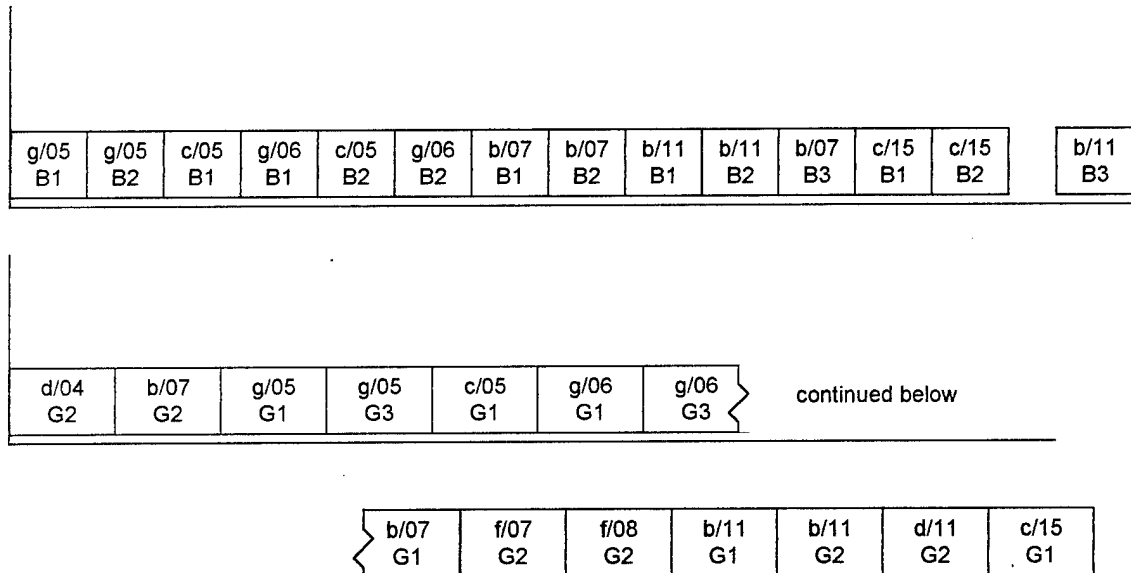 g/05 g/05 c/05 g/06 c/05 g/06 b/07 b/07 b/11 b/11 b/07 c/15 c/15 b/11
B1 B2 B1 B1 B2 B2 B1 B2 B1 B2 B3 B1 B2 B3
d/04 b/07 g/05 g/05 c/05 g/06 g/06 continued below
G2 G2 G1 G3 G1 G1 G3
b/07 f/07 f/08 b/11 b/11 d/11 c/15
G1 G2 G2 G1 G2 G2 G1